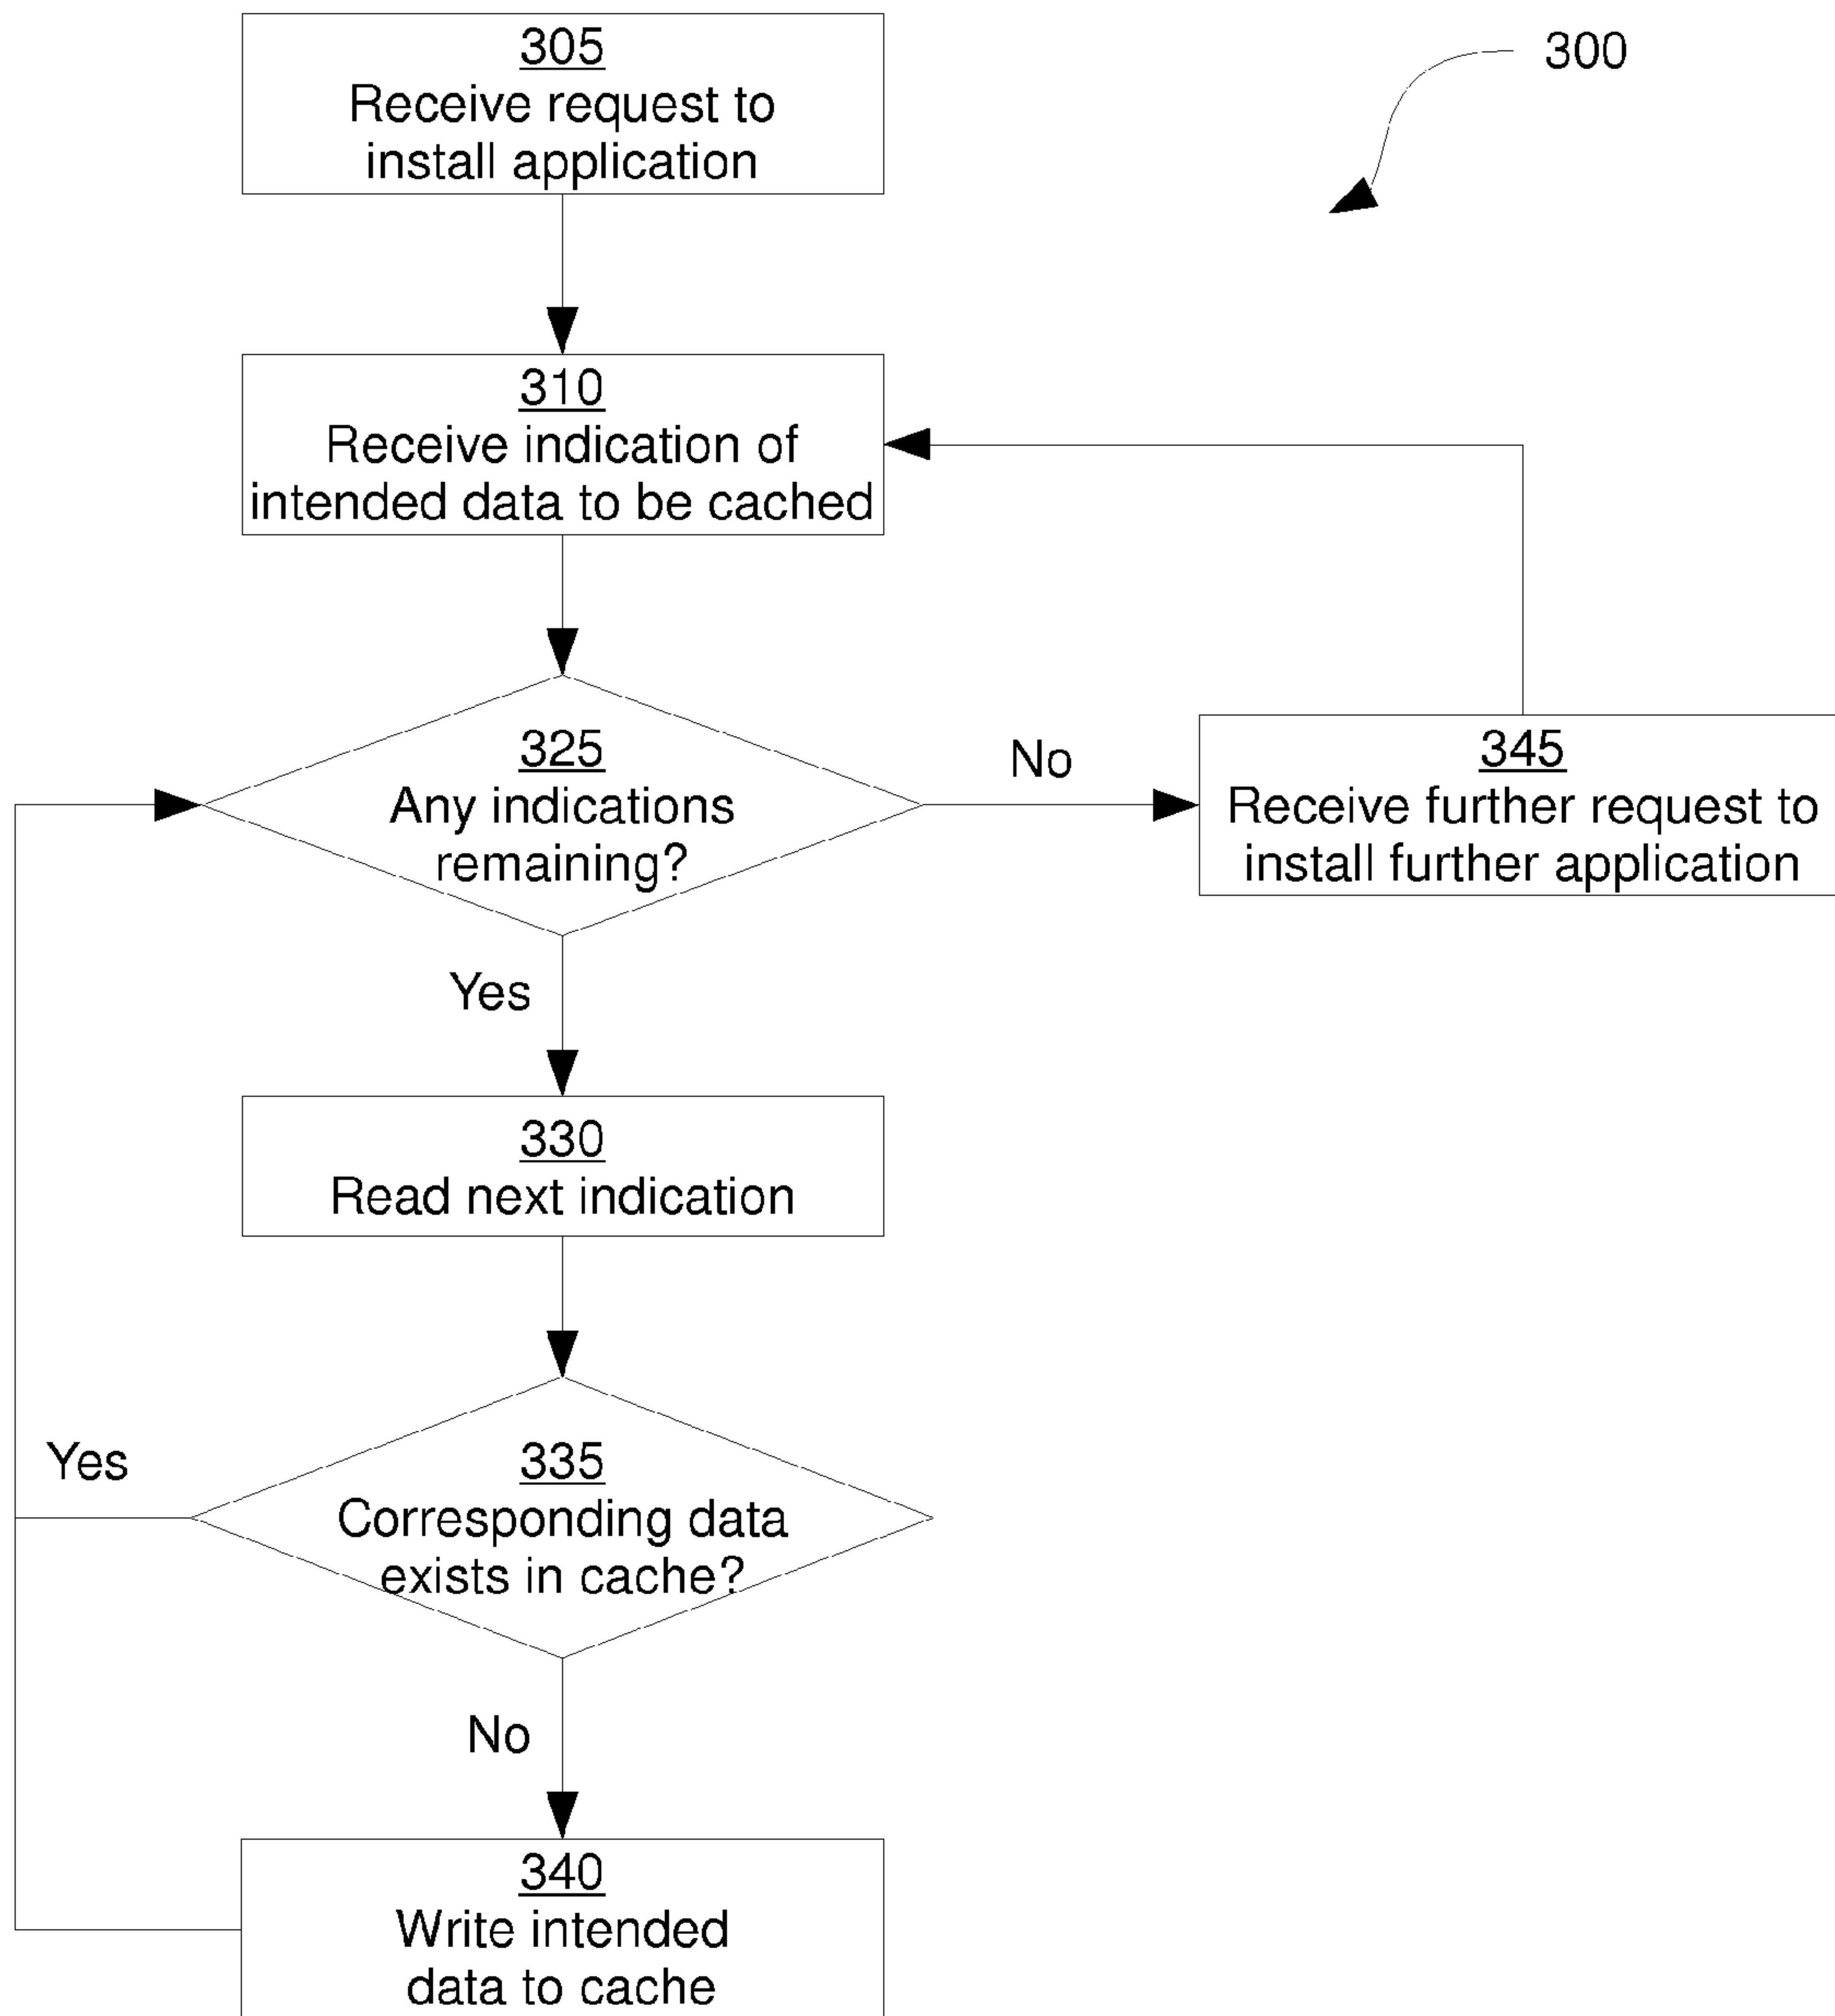 305
Receive request to
install application
300
310
Receive indication of
intended data to be cached
325
Any indications
remaining?
No
345
Receive further request to
install further application
Yes
330
Read next indication
Yes
335
Corresponding data
exists in cache?
No
340
Write intended
data to cache